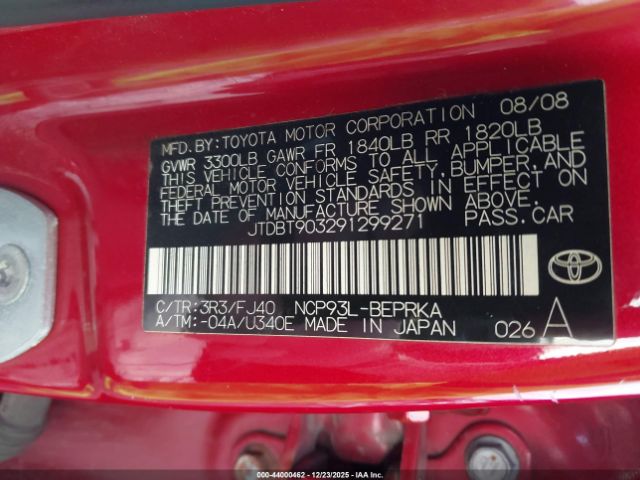 MFD. BY: TOYOTA MOTOR CORPORATION 08/08
GVWR 3300LB GAWR FR 1840LB RR 1820LB
THIS VEHICLE CONFORMS TO ALL APPLICABLE
FEDERAL MOTOR VEHICLE SAFETY, BUMPER, AND
THEFT PREVENTION STANDARDS IN EFFECT ON
THE DATE OF MANUFACTURE SHOWN ABOVE.
JTDBT903291299271 PASS. CAR
C/TR: 3R3/FJ40 NCP93L-BEPRKA
A/TM: -04A/U340E MADE IN JAPAN 026 A
000-44000462 - 12/23/2025 - IAA Inc.